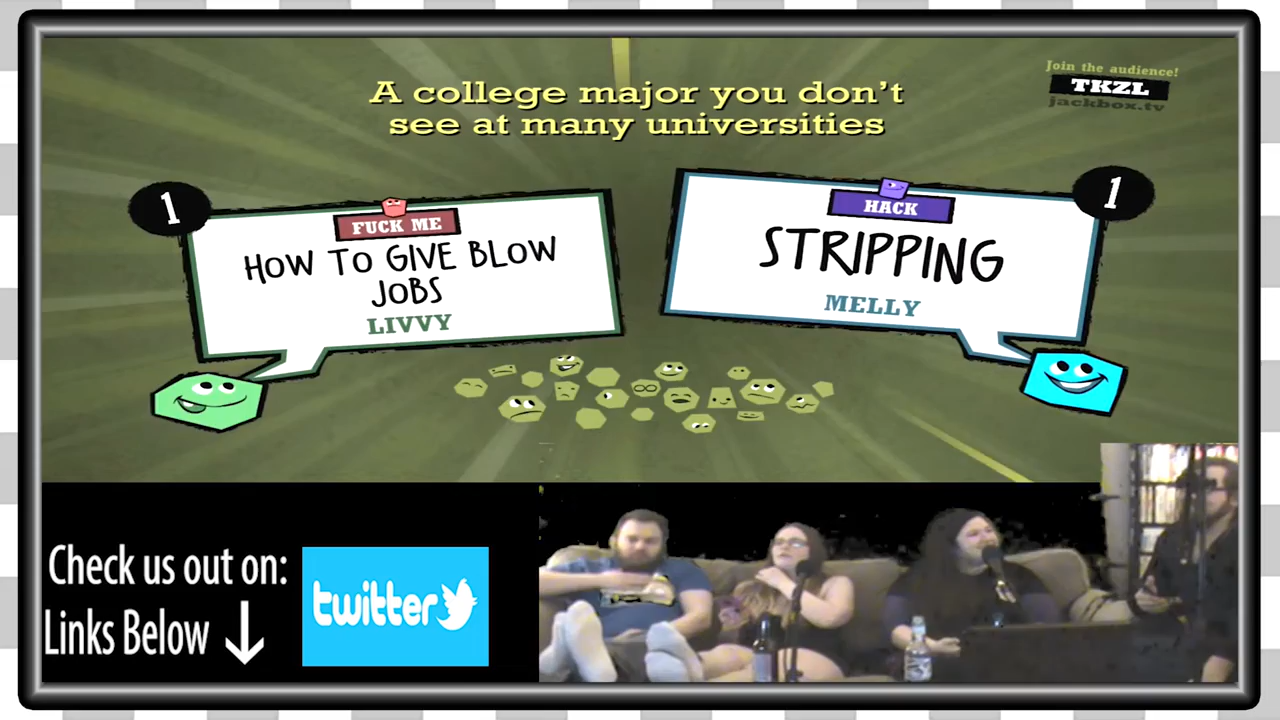 A college major you don't
see at many universities
Join the audience!
TKZL
jackbox.tv
1
FUCK ME
HOW TO GIVE BLOW
JOBS
LIVVY
1
HACK
STRIPPING
MELLY
Check us out on:
Links Below
twitter